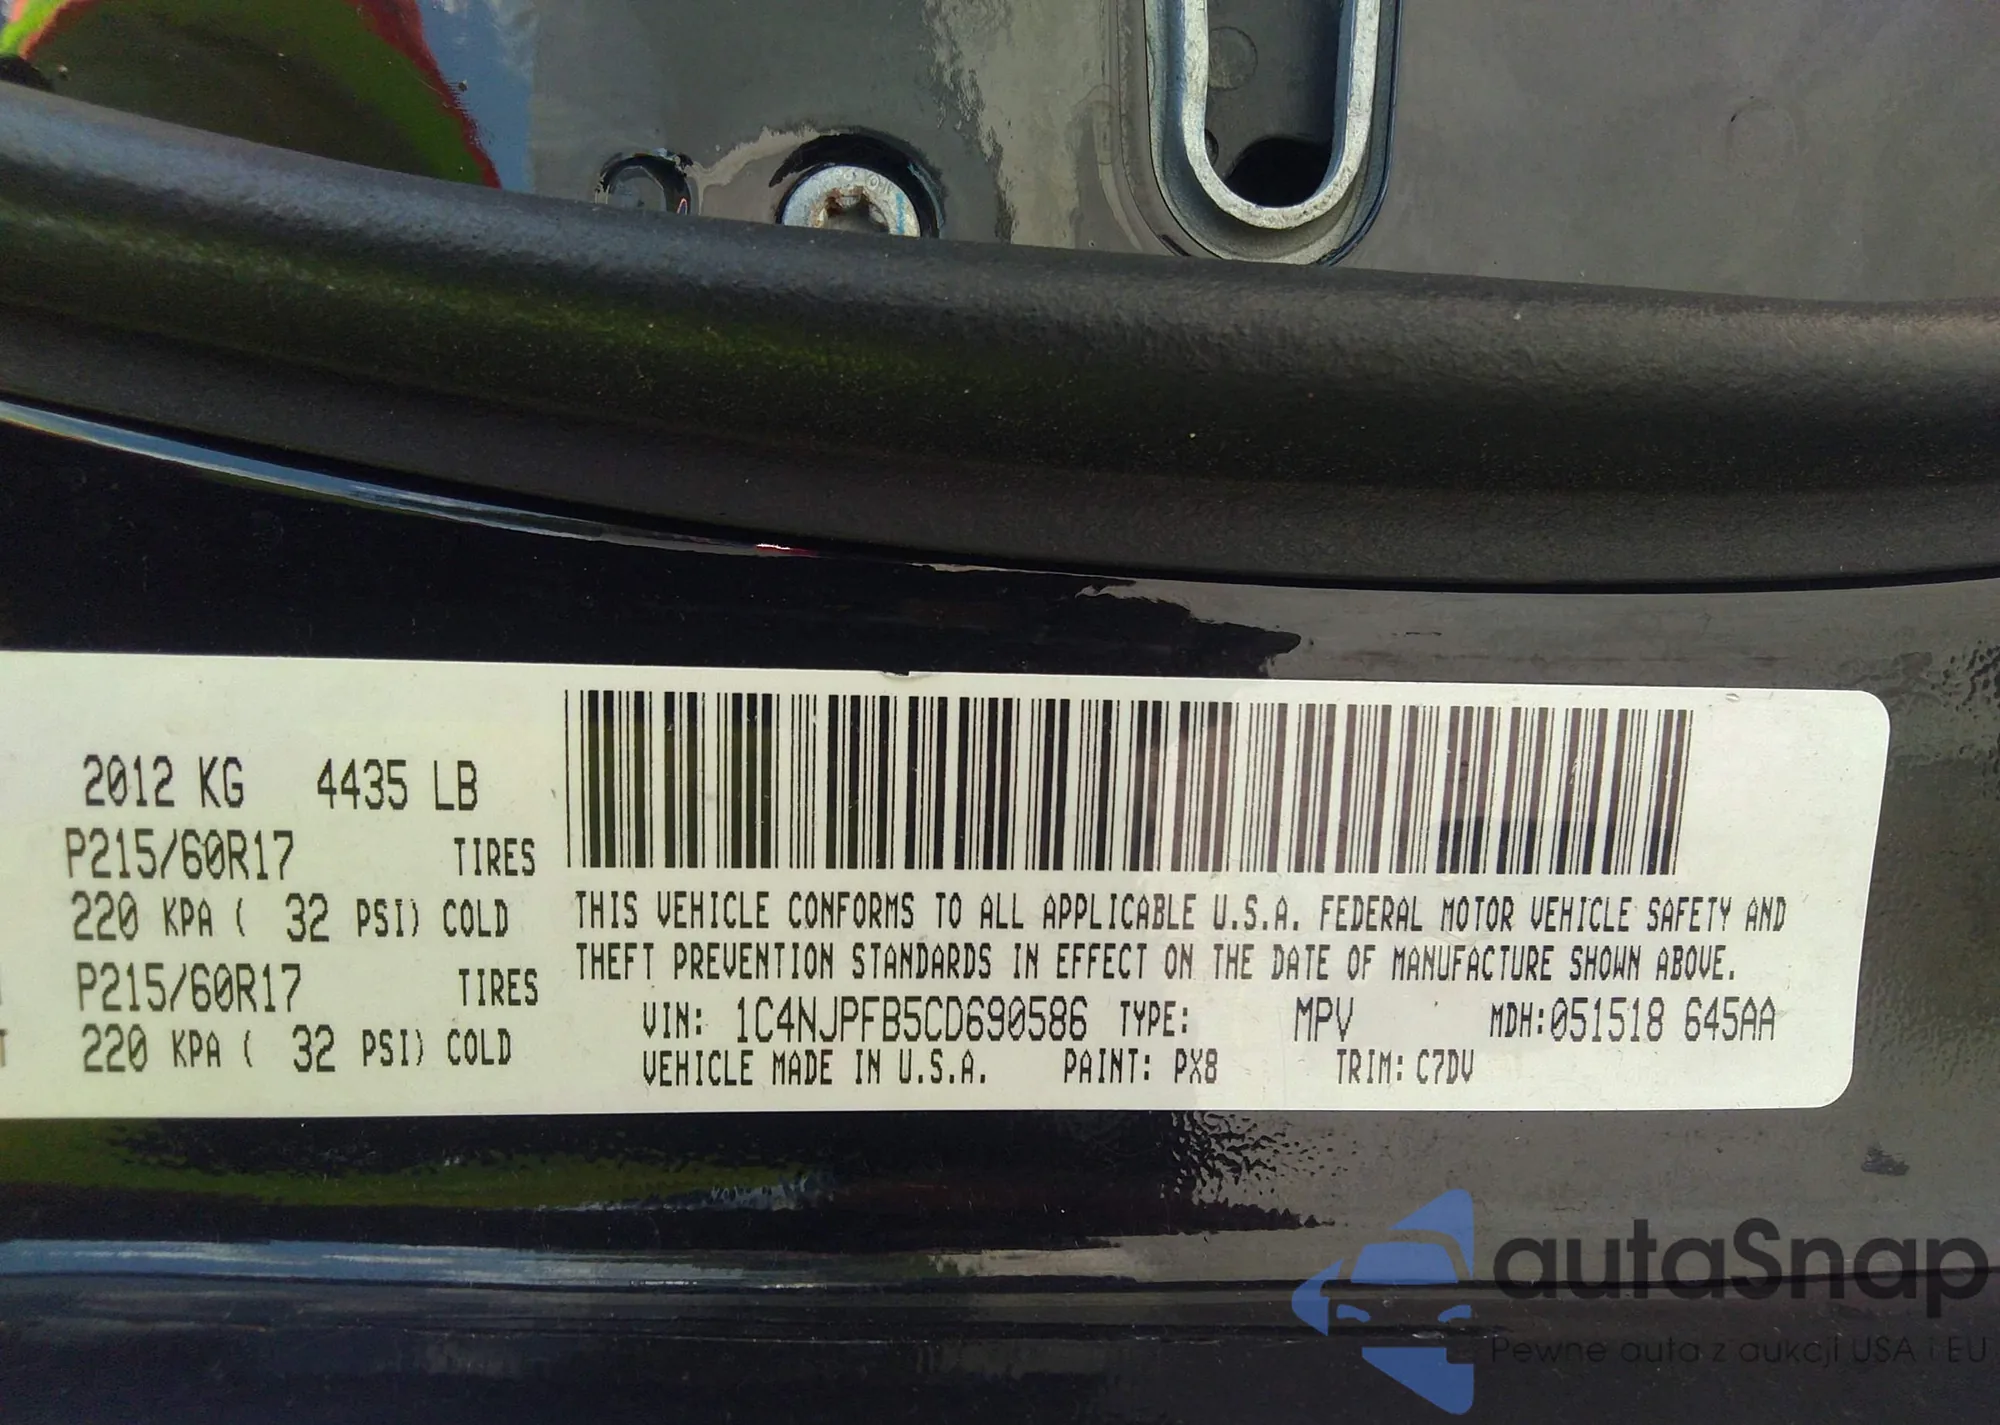 2012 KG 4435 LB
P215/60R17 TIRES
220 KPA ( 32 PSI) COLD
P215/60R17 TIRES
220 KPA ( 32 PSI) COLD
THIS VEHICLE CONFORMS TO ALL APPLICABLE U.S.A. FEDERAL MOTOR VEHICLE SAFETY AND
THEFT PREVENTION STANDARDS IN EFFECT ON THE DATE OF MANUFACTURE SHOWN ABOVE.
VIN: 1C4NJPFB5CD690586 TYPE: MPV MDH:051518 645AA
VEHICLE MADE IN U.S.A. PAINT: PX8 TRIM: C7DV
autaSnap
Pewne auta z aukcji USA i EU